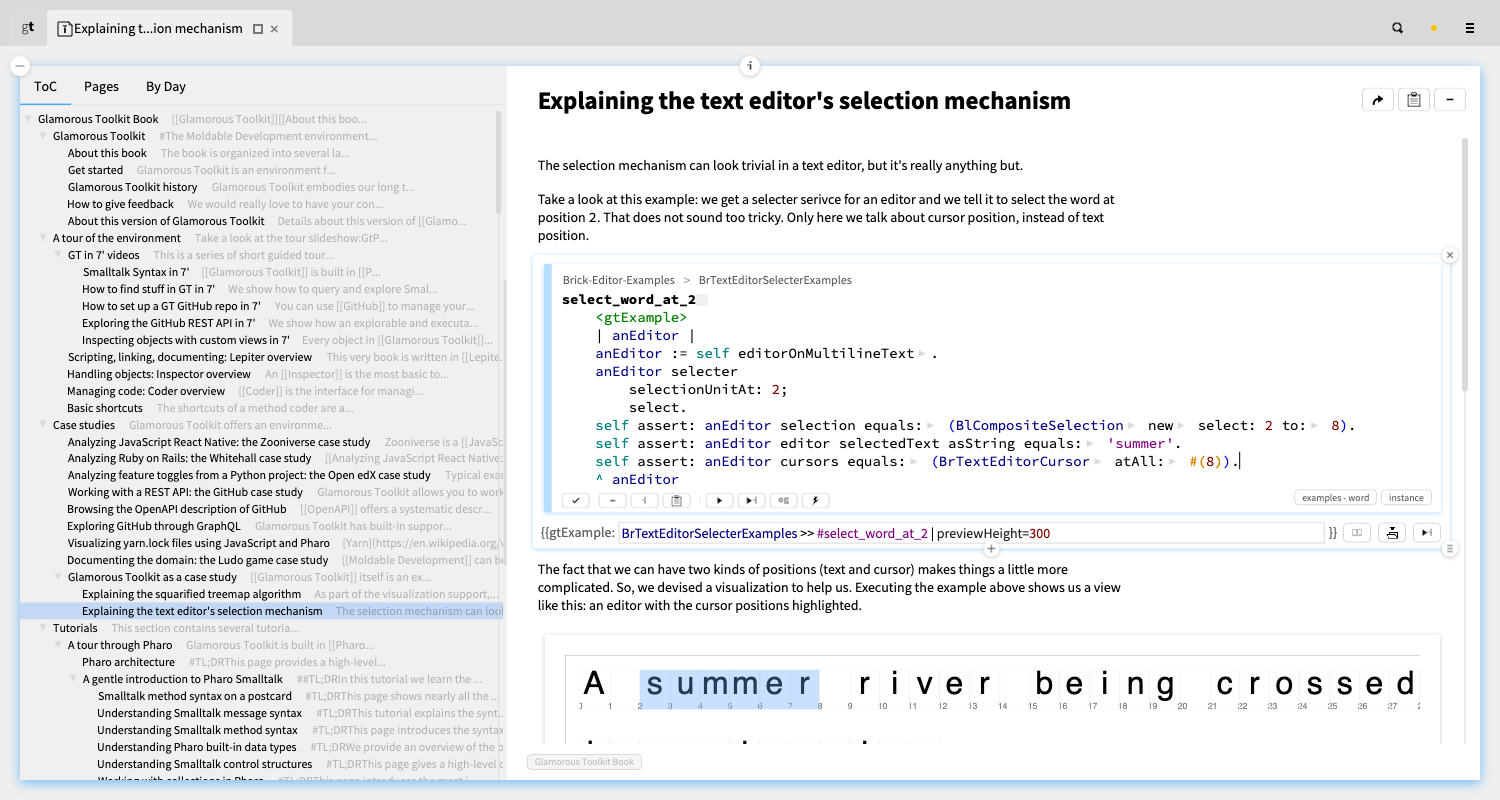 gt
Explaining t...ion mechanism
ToC Pages By Day
Glamorous Toolkit Book [[Glamorous Toolkit]][[About this boo...
Glamorous Toolkit #The Moldable Development environment...
About this book The book is organized into several la...
Get started Glamorous Toolkit is an environment f...
Glamorous Toolkit history Glamorous Toolkit embodies our long t...
How to give feedback We would really love to have your con...
About this version of Glamorous Toolkit Details about this version of [[Glamo...
A tour of the environment Take a look at the tour slideshow:GtP...
GT in 7' videos This is a series of short guided tour...
Smalltalk Syntax in 7' [[Glamorous Toolkit]] is built in [[P...
How to find stuff in GT in 7' We show how to query and explore Smal...
How to set up a GT GitHub repo in 7' You can use [[GitHub]] to manage your...
Exploring the GitHub REST API in 7' We show how an explorable and executa...
Inspecting objects with custom views in 7' Every object in [[Glamorous Toolkit]]...
Scripting, linking, documenting: Lepiter overview This very book is written in [[Lepite.
Handling objects: Inspector overview An [[Inspector]] is the most basic to...
Managing code: Coder overview [[Coder]] is the interface for managi...
Basic shortcuts The shortcuts of a method coder are a...
Case studies Glamorous Toolkit offers an environme...
Analyzing JavaScript React Native: the Zooniverse case study Zooniverse is a [[JavaSc
Analyzing Ruby on Rails: the Whitehall case study [[Analyzing JavaScript React Native:
Analyzing feature toggles from a Python project: the Open edX case study Typical exa
Working with a REST API: the GitHub case study Glamorous Toolkit allows you to work
Browsing the OpenAPI description of GitHub [[OpenAPI]] offers a systematic descr...
Exploring GitHub through GraphQL Glamorous Toolkit has built-in suppor...
Visualizing yarn.lock files using JavaScript and Pharo [Yarn](https://en.wikipedia.org/w
Documenting the domain: the Ludo game case study [[Moldable Development]] can be
Glamorous Toolkit as a case study [[Glamorous Toolkit]] itself is an ex...
Explaining the squarified treemap algorithm As part of the visualization support,...
Explaining the text editor's selection mechanism The selection mechanism can look
Tutorials This section contains several tutoria...
A tour through Pharo Glamorous Toolkit is built in [[Pharo...
Pharo architecture #TL;DRThis page provides a high-level...
A gentle introduction to Pharo Smalltalk ##TL;DRIn this tutorial we learn the ...
Smalltalk method syntax on a postcard #TL;DRThis page shows nearly all the ...
Understanding Smalltalk message syntax #TL;DRThis tutorial explains the synt...
Understanding Smalltalk method syntax #TL;DRThis page introduces the syntax
Understanding Pharo built-in data types #TL;DRWe provide an overview of the b
Understanding Smalltalk control structures #TL;DRThis page gives a high-level c
Working with collections in Pharo #TL;DRThis page introduces the most i
Explaining the text editor's selection mechanism
The selection mechanism can look trivial in a text editor, but it's really anything but.
Take a look at this example: we get a selecter serivce for an editor and we tell it to select the word at
position 2. That does not sound too tricky. Only here we talk about cursor position, instead of text
position.
Brick-Editor-Examples > BrTextEditorSelecterExamples
select_word_at_2
<gtExample>
| anEditor |
anEditor := self editorOnMultilineText .
anEditor selecter
selectionUnitAt: 2;
select.
self assert: anEditor selection equals: (BlCompositeSelection new select: 2 to: 8).
self assert: anEditor editor selectedText asString equals: 'summer'.
self assert: anEditor cursors equals: (BrTextEditorCursor atAll: #(8)).
^ anEditor
examples - word instance
{{gtExample: BrTextEditorSelecterExamples >> #select_word_at_2 | previewHeight=300 }}
The fact that we can have two kinds of positions (text and cursor) makes things a little more
complicated. So, we devised a visualization to help us. Executing the example above shows us a view
like this: an editor with the cursor positions highlighted.
A summer river being crossed
0 1 2 3 4 5 6 7 8 9 10 11 12 13 14 15 16 17 18 19 20 21 22 23 24 25 26 27 2
Glamorous Toolkit Book